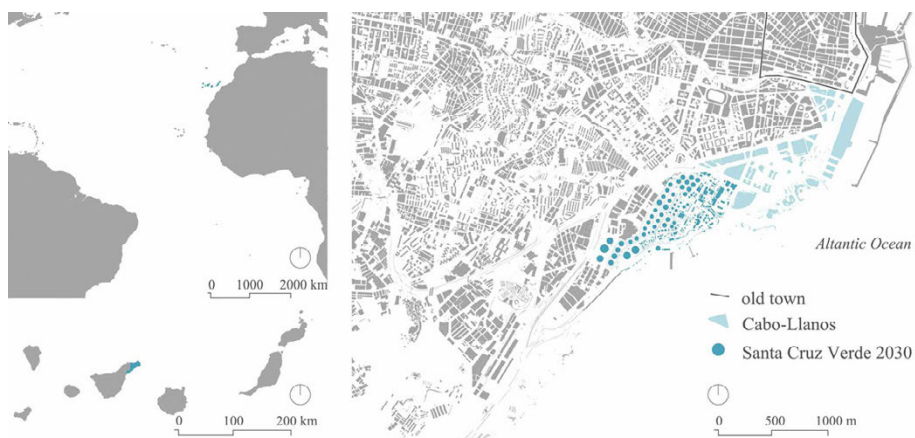 0 1000 2000 km
0 100 200 km
Altantic Ocean
old town
Cabo-Llanos
Santa Cruz Verde 2030
0 500 1000 m